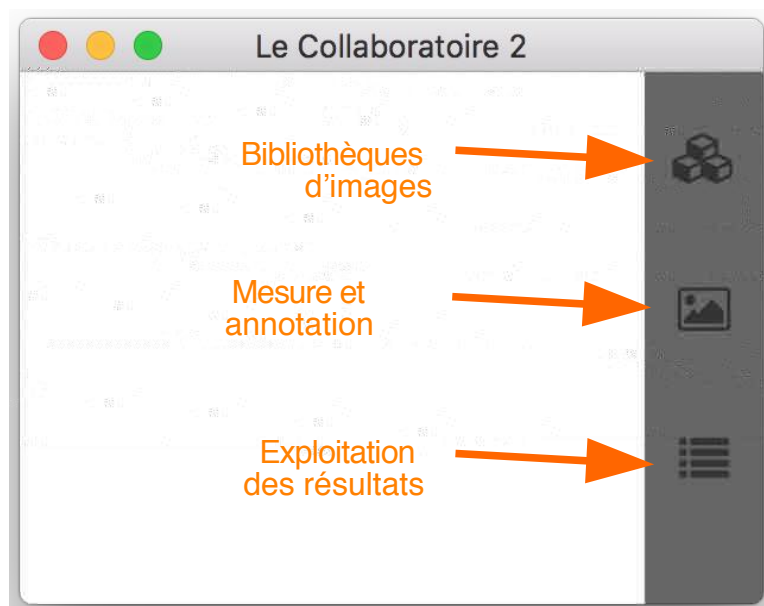 Le Collaboratoire 2
Bibliothèques
d'images
Mesure et
annotation
Exploitation
des résultats